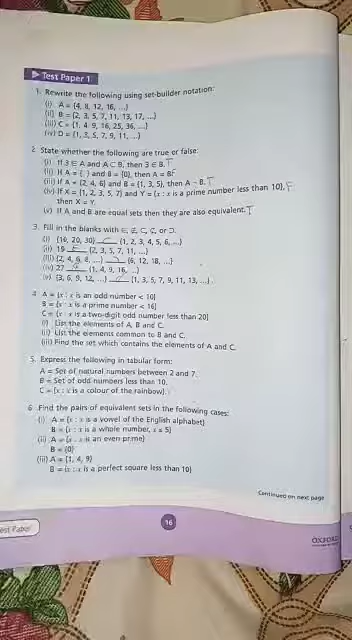 Test Paper 1
1. Rewrite the following using set-builder notation:
(i) A = {4, 8, 12, 16, ...}
(ii) B = {2, 3, 5, 7, 11, 13, 17, ...}
(iii) C = {1, 4, 9, 16, 25, 36, ...}
(iv) D = {1, 3, 5, 7, 9, 11, ...}
2. State whether the following are true or false:
(i) If 3 ∈ A and A ⊂ B, then 3 ∈ B. T
(ii) If A = { } and B = {0}, then A = B. F
(iii) If A = {2, 4, 6} and B = {1, 3, 5}, then A ~ B. T
(iv) If X = {1, 2, 3, 5, 7} and Y = {x : x is a prime number less than 10}, F
then X = Y.
(v) If A and B are equal sets then they are also equivalent. T
3. Fill in the blanks with ∈, ∉, ⊂, ⊄, or ⊃.
(i) {10, 20, 30} ⊂ {1, 2, 3, 4, 5, 6, ...}
(ii) 19 ∈ {2, 3, 5, 7, 11, ...}
(iii) {2, 4, 6, 8, ...} ⊃ {6, 12, 18, ...}
(iv) 27 ∉ {1, 4, 9, 16, ...}
(v) {3, 6, 9, 12, ...} {1, 3, 5, 7, 9, 11, 13, ...}
4. A = {x : x is an odd number < 10}
B = {x : x is a prime number < 16}
C = {x : x is a two-digit odd number less than 20}
(i) List the elements of A, B and C.
(ii) List the elements common to B and C.
(iii) Find the set which contains the elements of A and C.
5. Express the following in tabular form:
A = Set of natural numbers between 2 and 7.
B = Set of odd numbers less than 10.
C = {x : x is a colour of the rainbow}.
6. Find the pairs of equivalent sets in the following cases:
(i) A = {x : x is a vowel of the English alphabet}
B = {x : x is a whole number, x ≤ 5}
(ii) A = {x : x is an even prime}
B = {0}
(iii) A = {1, 4, 9}
B = {x : x is a perfect square less than 10}
Continued on next page
Test Paper
16
OXFORD